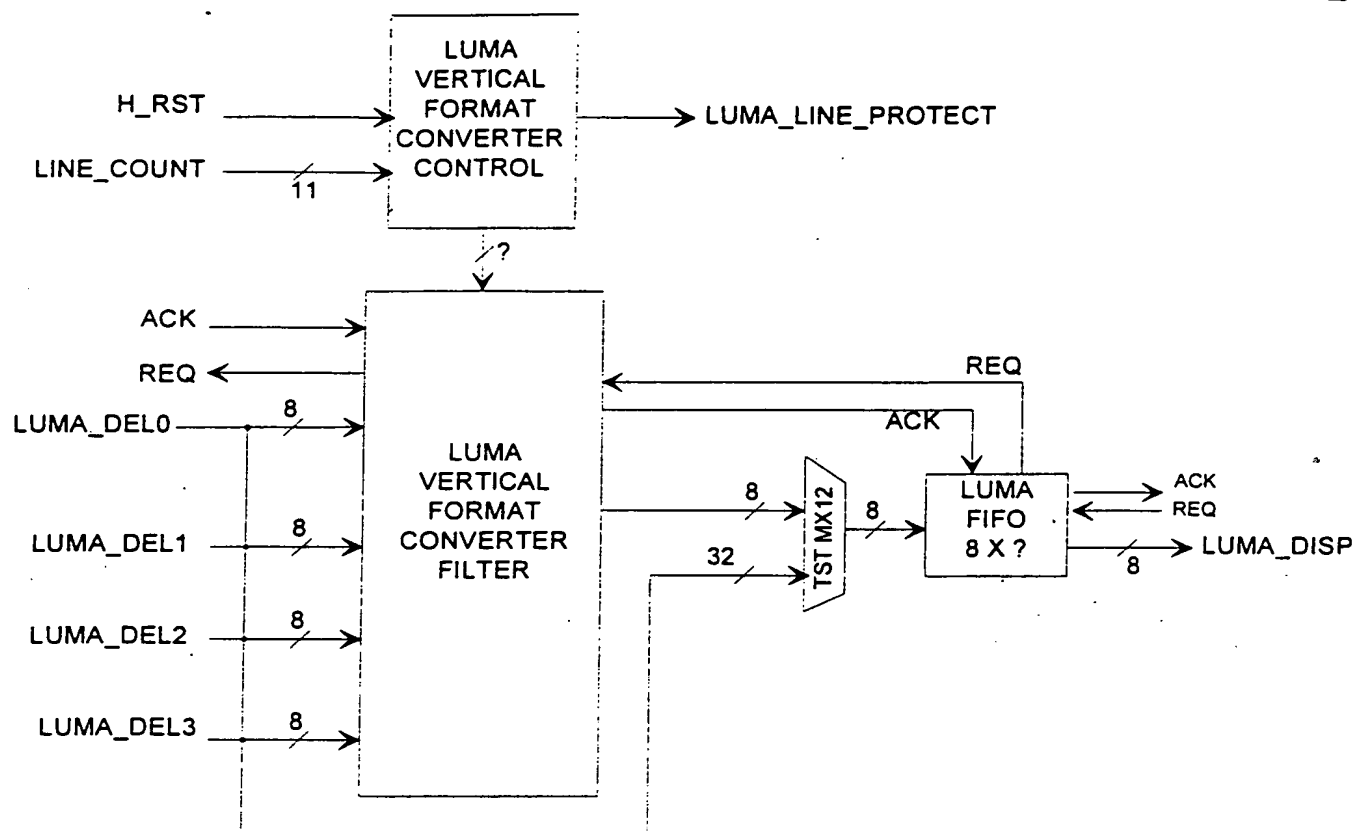 LUMA
VERTICAL
FORMAT
CONVERTER
CONTROL
H_RST
LINE_COUNT
11
LUMA_LINE_PROTECT
?
ACK
REQ
LUMA_DEL0
8
LUMA_DEL1
8
LUMA_DEL2
8
LUMA_DEL3
8
LUMA
VERTICAL
FORMAT
CONVERTER
FILTER
REQ
ACK
8
32
TST MX12
8
LUMA
FIFO
8 X ?
ACK
REQ
8
LUMA_DISP